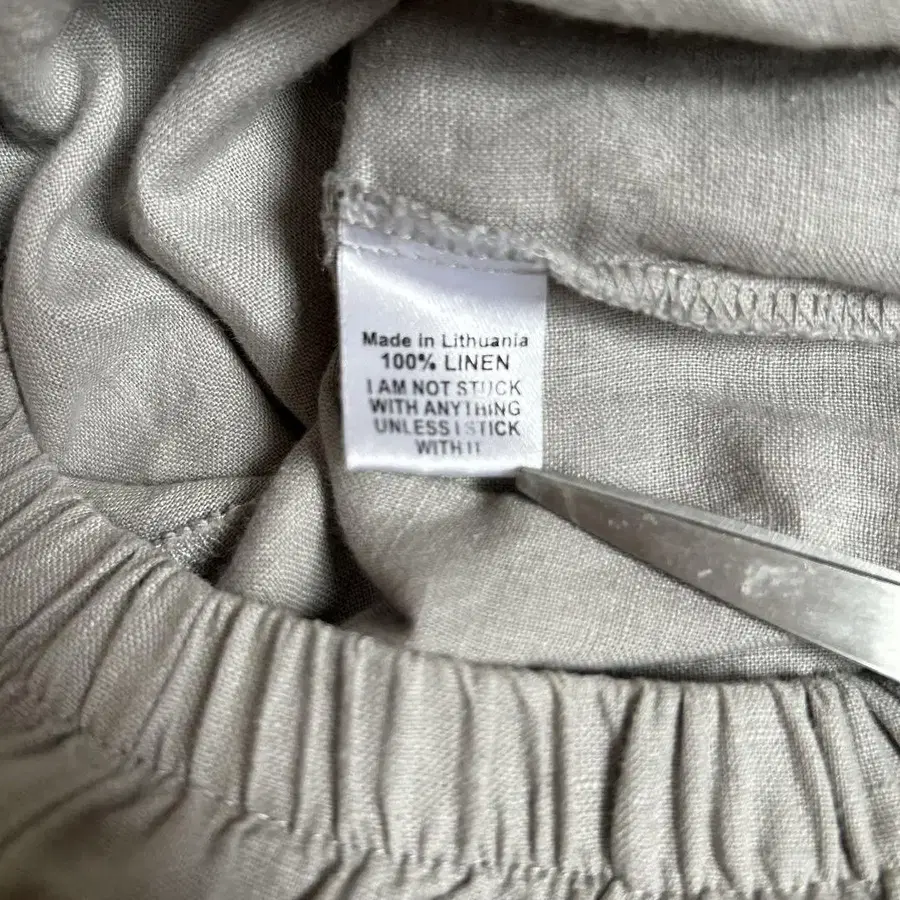 Made in Lithuania
100% LINEN
I AM NOT STUCK
WITH ANYTHING
UNLESS I STICK
WITH IT